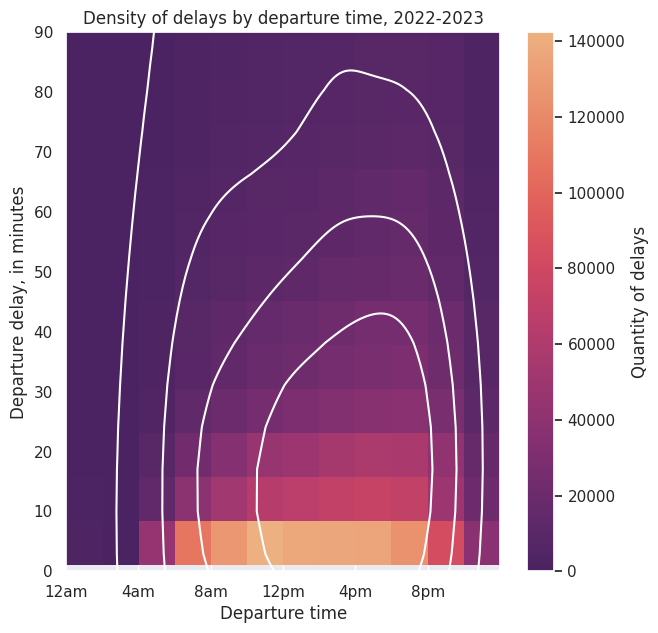 Density of delays by departure time, 2022-2023
Departure delay, in minutes
90
80
70
60
50
40
30
20
10
0
12am
4am
8am
12pm
4pm
8pm
Departure time
140000
120000
100000
80000
60000
40000
20000
0
Quantity of delays